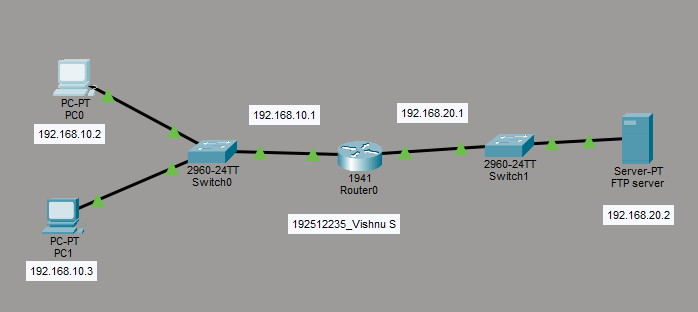 PC-PT
PC0
192.168.10.2
PC-PT
PC1
192.168.10.3
2960-24TT
Switch0
192.168.10.1
1941
Router0
192512235_Vishnu S
192.168.20.1
2960-24TT
Switch1
Server-PT
FTP server
192.168.20.2